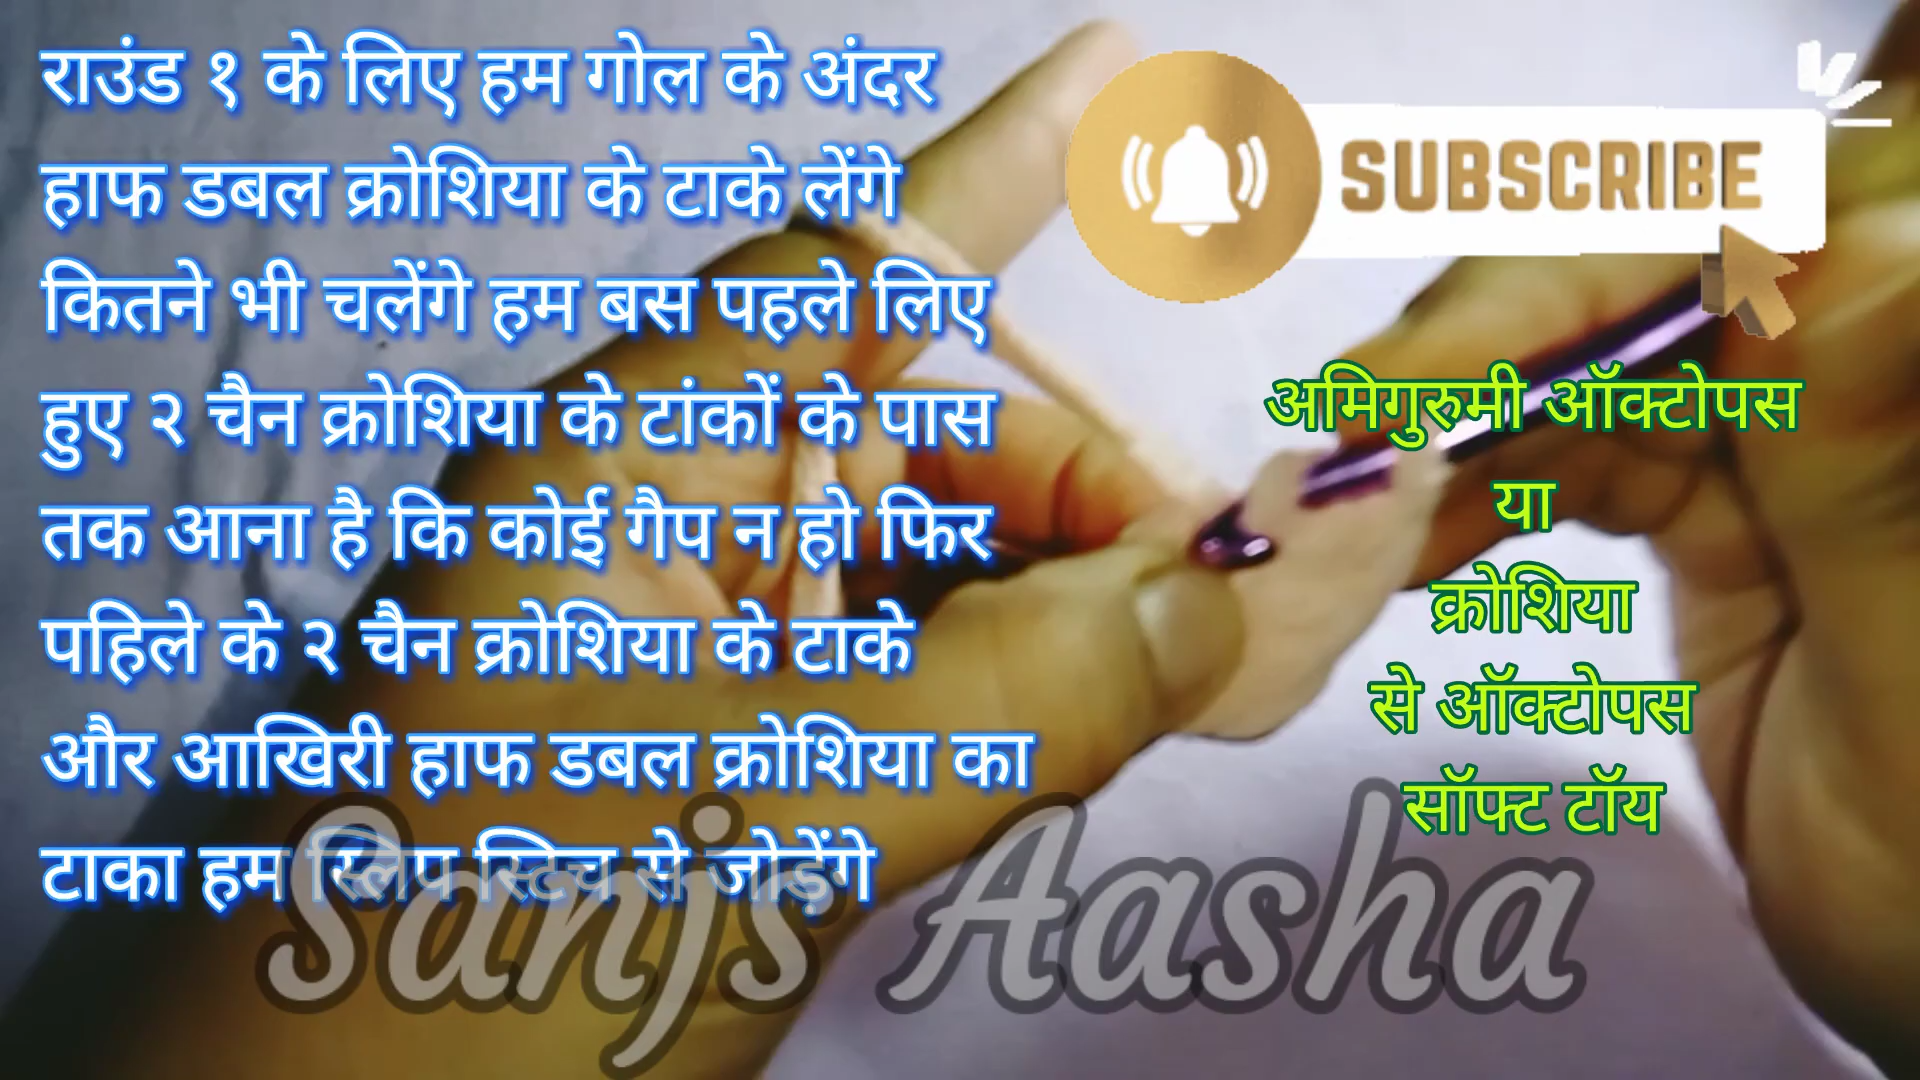 राउंड १ के लिए हम गोल के अंदर
हाफ डबल क्रोशिया के टाके लेंगे
कितने भी चलेंगे हम बस पहले लिए
हुए २ चैन क्रोशिया के टांकों के पास
तक आना है कि कोई गैप न हो फिर
पहिले के २ चैन क्रोशिया के टाके
और आखिरी हाफ डबल क्रोशिया का
टाका हम स्लिप स्टिच से जोड़ेंगे
SUBSCRIBE
अमिगुरुमी ऑक्टोपस
या
क्रोशिया
से ऑक्टोपस
सॉफ्ट टॉय
Sanjs Aasha